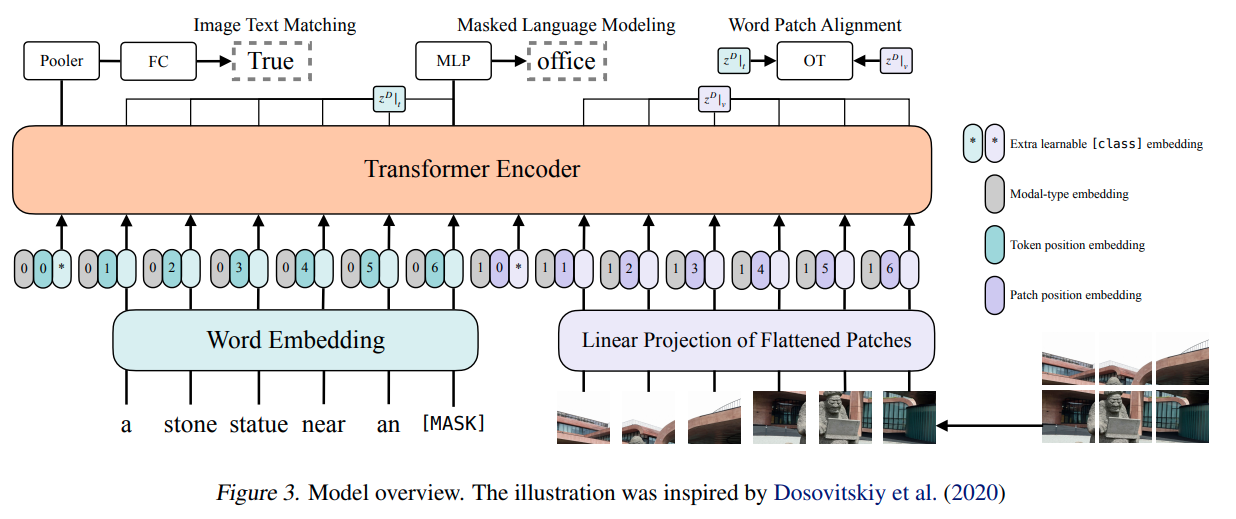 Image Text Matching
Masked Language Modeling
Word Patch Alignment
Pooler
FC
True
MLP
office
z^D|_t
OT
z^D|_v
z^D|_t
z^D|_v
Transformer Encoder
* * Extra learnable [class] embedding
Modal-type embedding
Token position embedding
Patch position embedding
0 0 * 0 1 0 2 0 3 0 4 0 5 0 6 1 0 * 1 1 1 2 1 3 1 4 1 5 1 6
Word Embedding
Linear Projection of Flattened Patches
a stone statue near an [MASK]
Figure 3. Model overview. The illustration was inspired by Dosovitskiy et al. (2020)